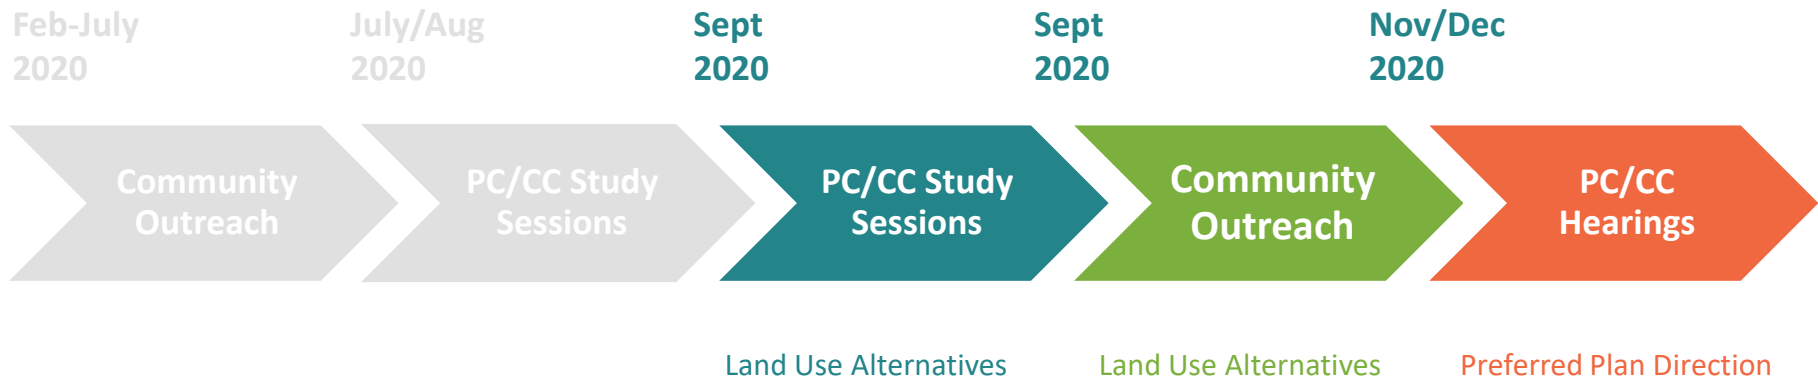 Feb-July
2020
July/Aug
2020
Sept
2020
Sept
2020
Nov/Dec
2020
Community
Outreach
PC/CC Study
Sessions
PC/CC Study
Sessions
Community
Outreach
PC/CC
Hearings
Land Use Alternatives
Land Use Alternatives
Preferred Plan Direction